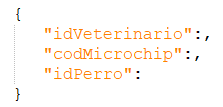 {
"idVeterinario":,
"codMicrochip":,
"idPerro":
}